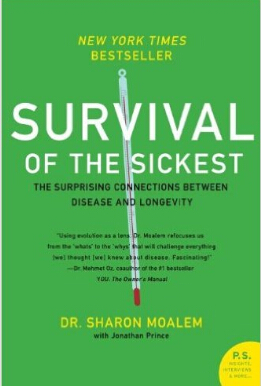 NEW YORK TIMES
BESTSELLER
SURVIVAL
OF THE SICKEST
THE SURPRISING CONNECTIONS BETWEEN
DISEASE AND LONGEVITY
"Using evolution as a lens, Dr. Moalem refocuses us
from the 'whats' to the 'whys' that will challenge everything
[we] thought [we] knew about disease. Fascinating!"
—Dr. Mehmet Oz, coauthor of the #1 bestseller
YOU: The Owner's Manual
DR. SHARON MOALEM
with Jonathan Prince
P.S.
INSIGHTS,
INTERVIEWS
& MORE...